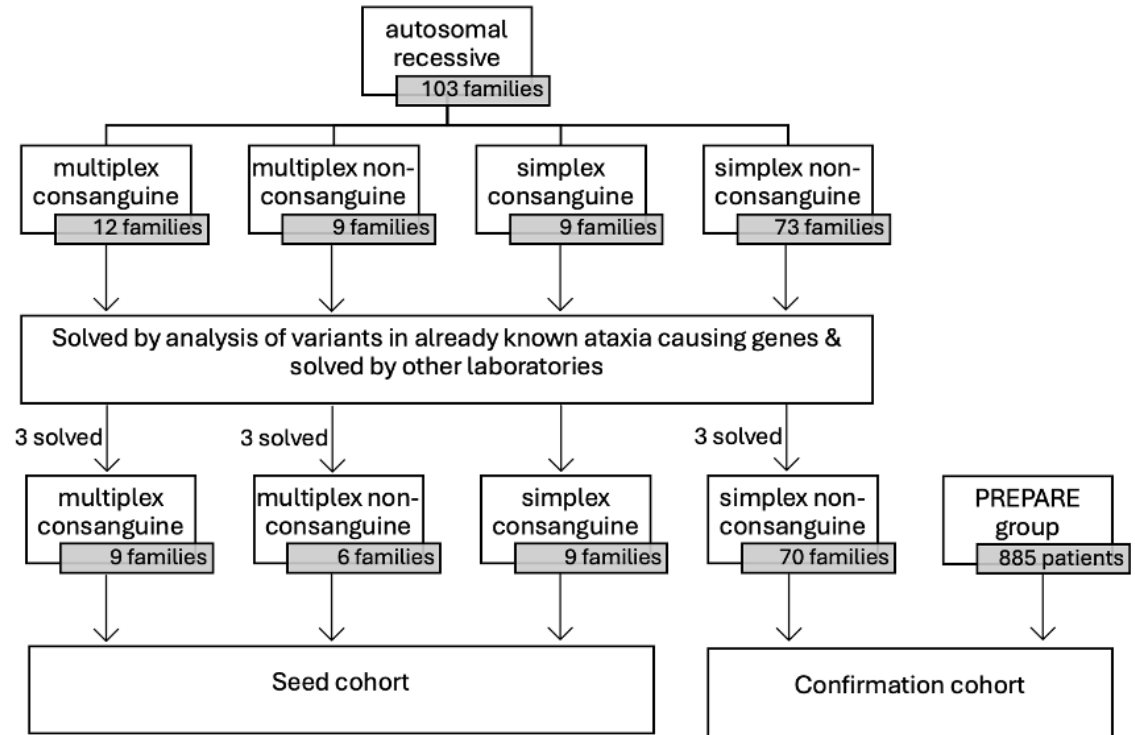 autosomal
recessive
103 families
multiplex
consanguine
12 families
multiplex non-
consanguine
9 families
simplex
consanguine
9 families
simplex non-
consanguine
73 families
Solved by analysis of variants in already known ataxia causing genes &
solved by other laboratories
3 solved
3 solved
3 solved
multiplex
consanguine
9 families
multiplex non-
consanguine
6 families
simplex
consanguine
9 families
simplex non-
consanguine
70 families
PREPARE
group
885 patients
Seed cohort
Confirmation cohort